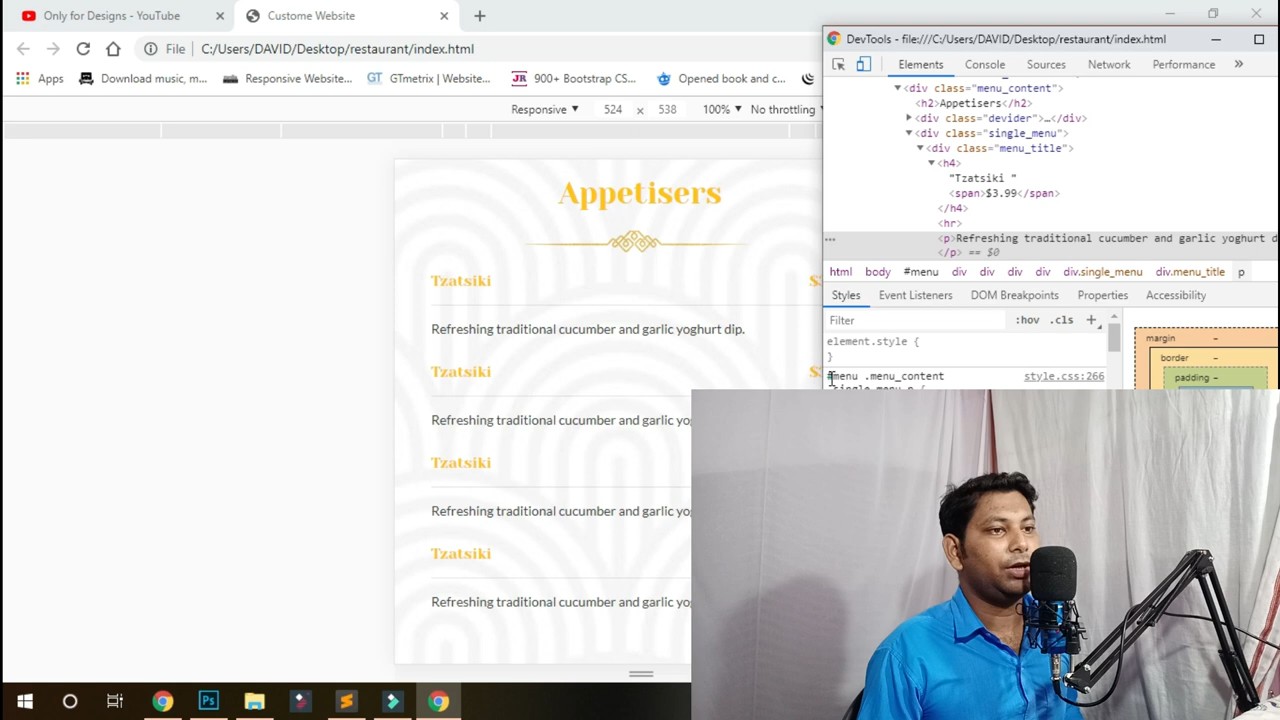 Only for Designs - YouTube
Custome Website
File
C:/Users/DAVID/Desktop/restaurant/index.html
Apps
Download music, m...
Responsive Website...
GT
GTmetrix | Website...
JR
900+ Bootstrap CS...
Opened book and c...
Responsive
524
x
538
100%
No throttling
Appetisers
Tzatsiki
Refreshing traditional cucumber and garlic yoghurt dip.
Tzatsiki
Refreshing traditional cucumber and garlic yo
Tzatsiki
Refreshing traditional cucumber and garlic yo
Tzatsiki
Refreshing traditional cucumber and garlic yo
DevTools - file:///C:/Users/DAVID/Desktop/restaurant/index.html
Elements
Console
Sources
Network
Performance
»
<div class="menu_content">
<h2>Appetisers</h2>
<div class="devider">…</div>
<div class="single_menu">
<div class="menu_title">
<h4>
"Tzatsiki "
<span>$3.99</span>
</h4>
<hr>
<p>Refreshing traditional cucumber and garlic yoghurt d
</p> == $0
html body #menu div div div div div.single_menu div.menu_title p
Styles
Event Listeners
DOM Breakpoints
Properties
Accessibility
Filter
:hov .cls +
element.style {
}
#menu .menu_content
style.css:266
.single_menu p {
margin -
border -
padding -
Ps